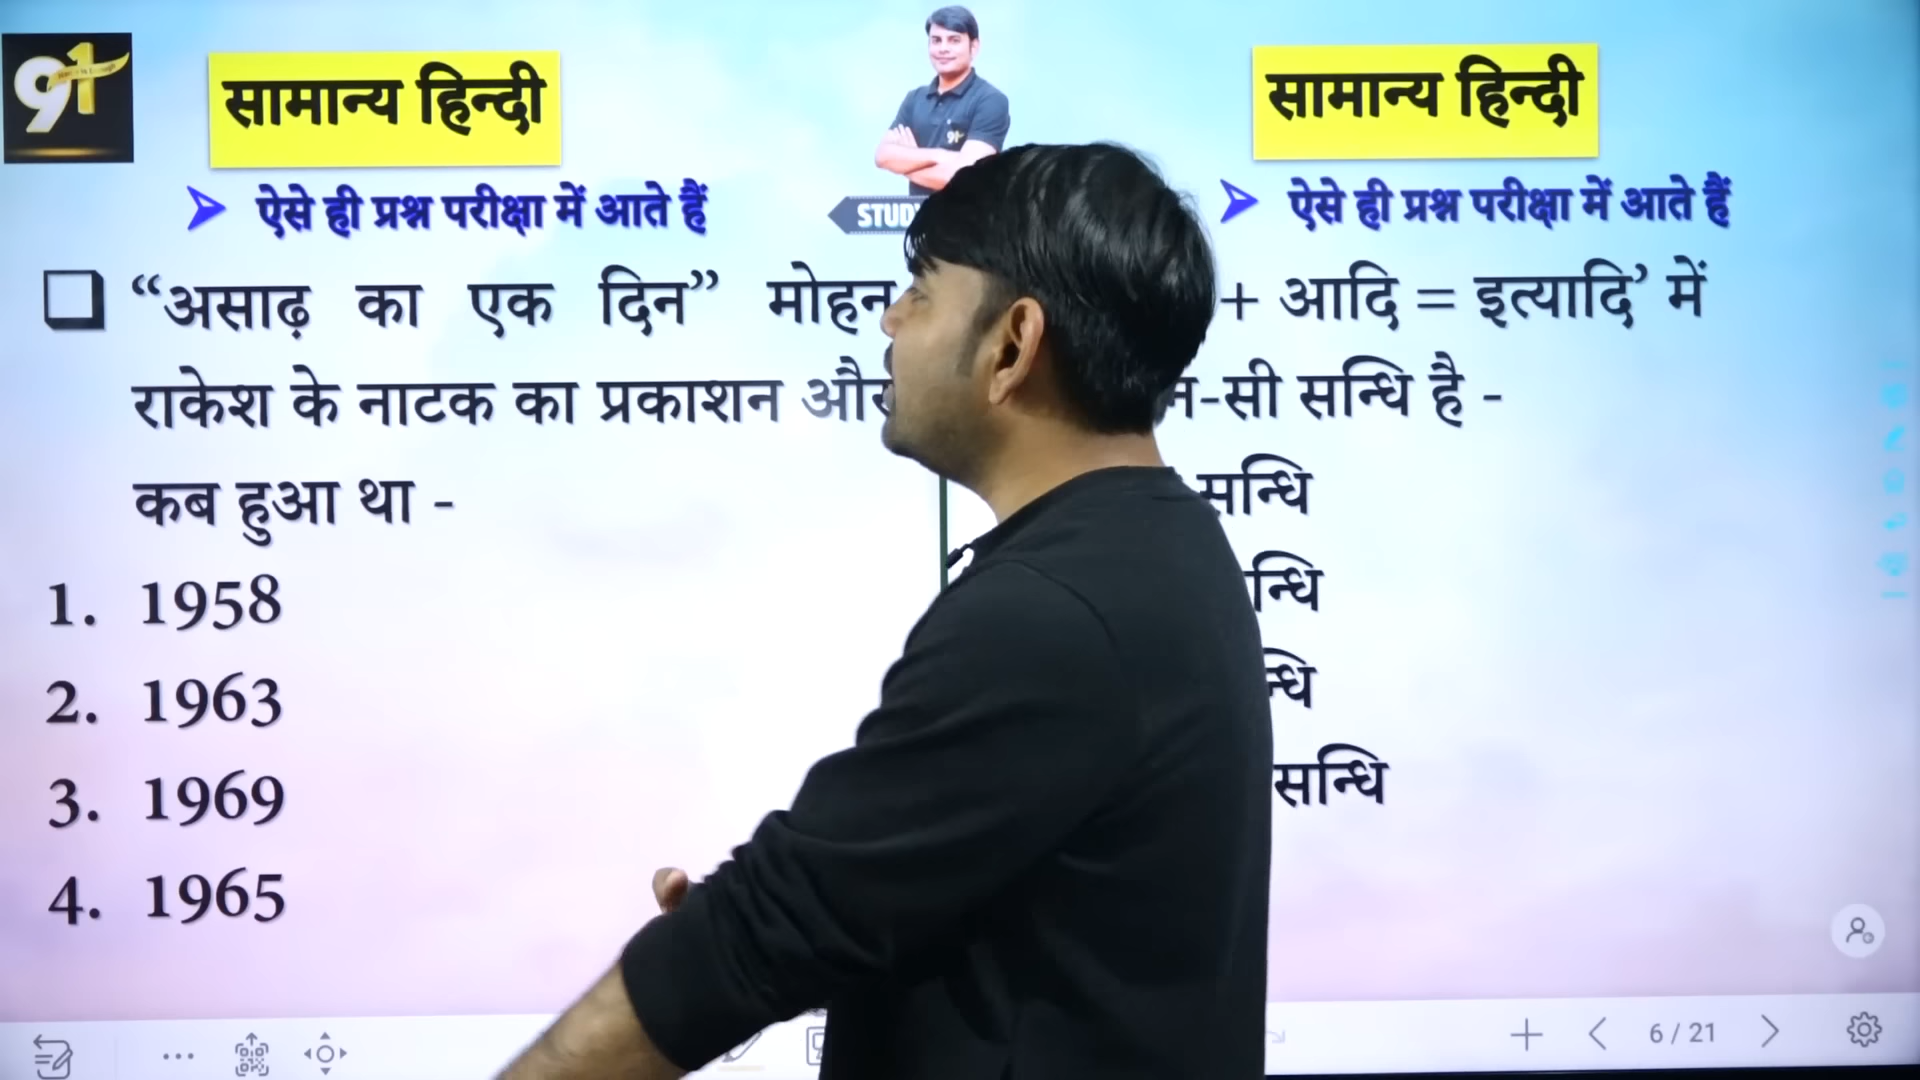 91
सामान्य हिन्दी
ऐसे ही प्रश्न परीक्षा में आते हैं
“असाढ़ का एक दिन” मोहन
राकेश के नाटक का प्रकाशन
कब हुआ था -
1. 1958
2. 1963
3. 1969
4. 1965
सामान्य हिन्दी
ऐसे ही प्रश्न परीक्षा में आते हैं
+ आदि = इत्यादि’ में
सन्धि है -
सन्धि
सन्धि
6 / 21